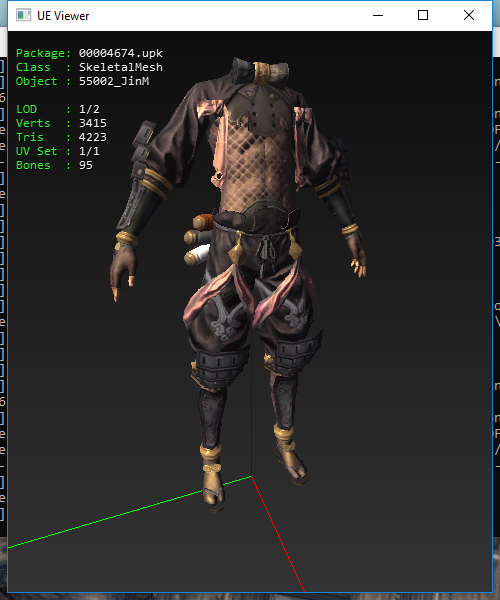 UE Viewer
Package: 00004674.upk
Class  : SkeletalMesh
Object : 55002_JinM
LOD    : 1/2
Verts  : 3415
Tris   : 4223
UV Set : 1/1
Bones  : 95